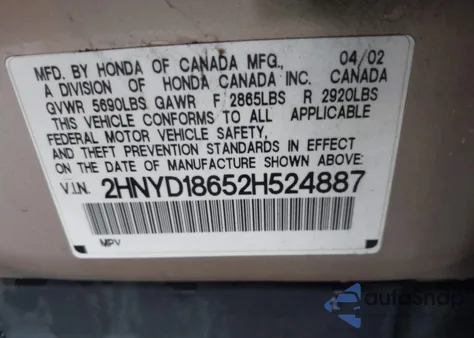 MFD. BY HONDA OF CANADA MFG., 04/02
A DIVISION OF HONDA CANADA INC. CANADA
GVWR 5690LBS GAWR F 2865LBS R 2920LBS
THIS VEHICLE CONFORMS TO ALL APPLICABLE
FEDERAL MOTOR VEHICLE SAFETY,
AND THEFT PREVENTION STANDARDS IN EFFECT
ON THE DATE OF MANUFACTURE SHOWN ABOVE:
V.I.N. 2HNYD18652H524887
MPV
autoSnap